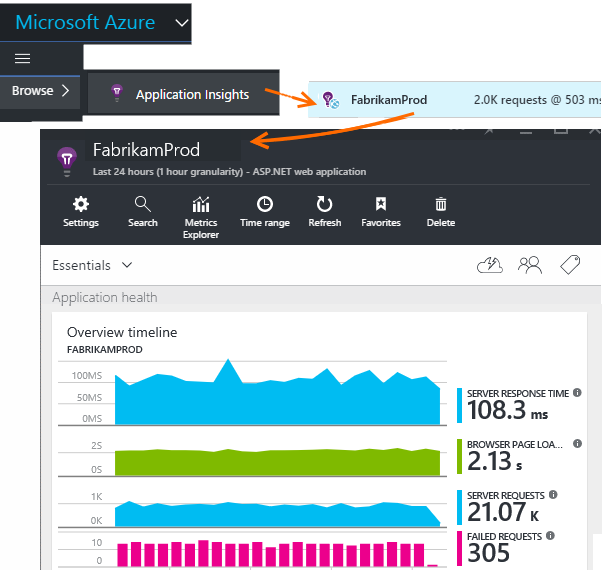 Microsoft Azure
Browse
Application Insights
FabrikamProd 2.0K requests @ 503 ms
FabrikamProd
Last 24 hours (1 hour granularity) - ASP.NET web application
Settings Search Metrics Explorer Time range Refresh Favorites Delete
Essentials
Application health
Overview timeline
FABRIKAMPROD
100MS
50MS
0MS
SERVER RESPONSE TIME
108.3 ms
2S
0S
BROWSER PAGE LOA...
2.13 s
1K
0K
SERVER REQUESTS
21.07 K
10
0
FAILED REQUESTS
305